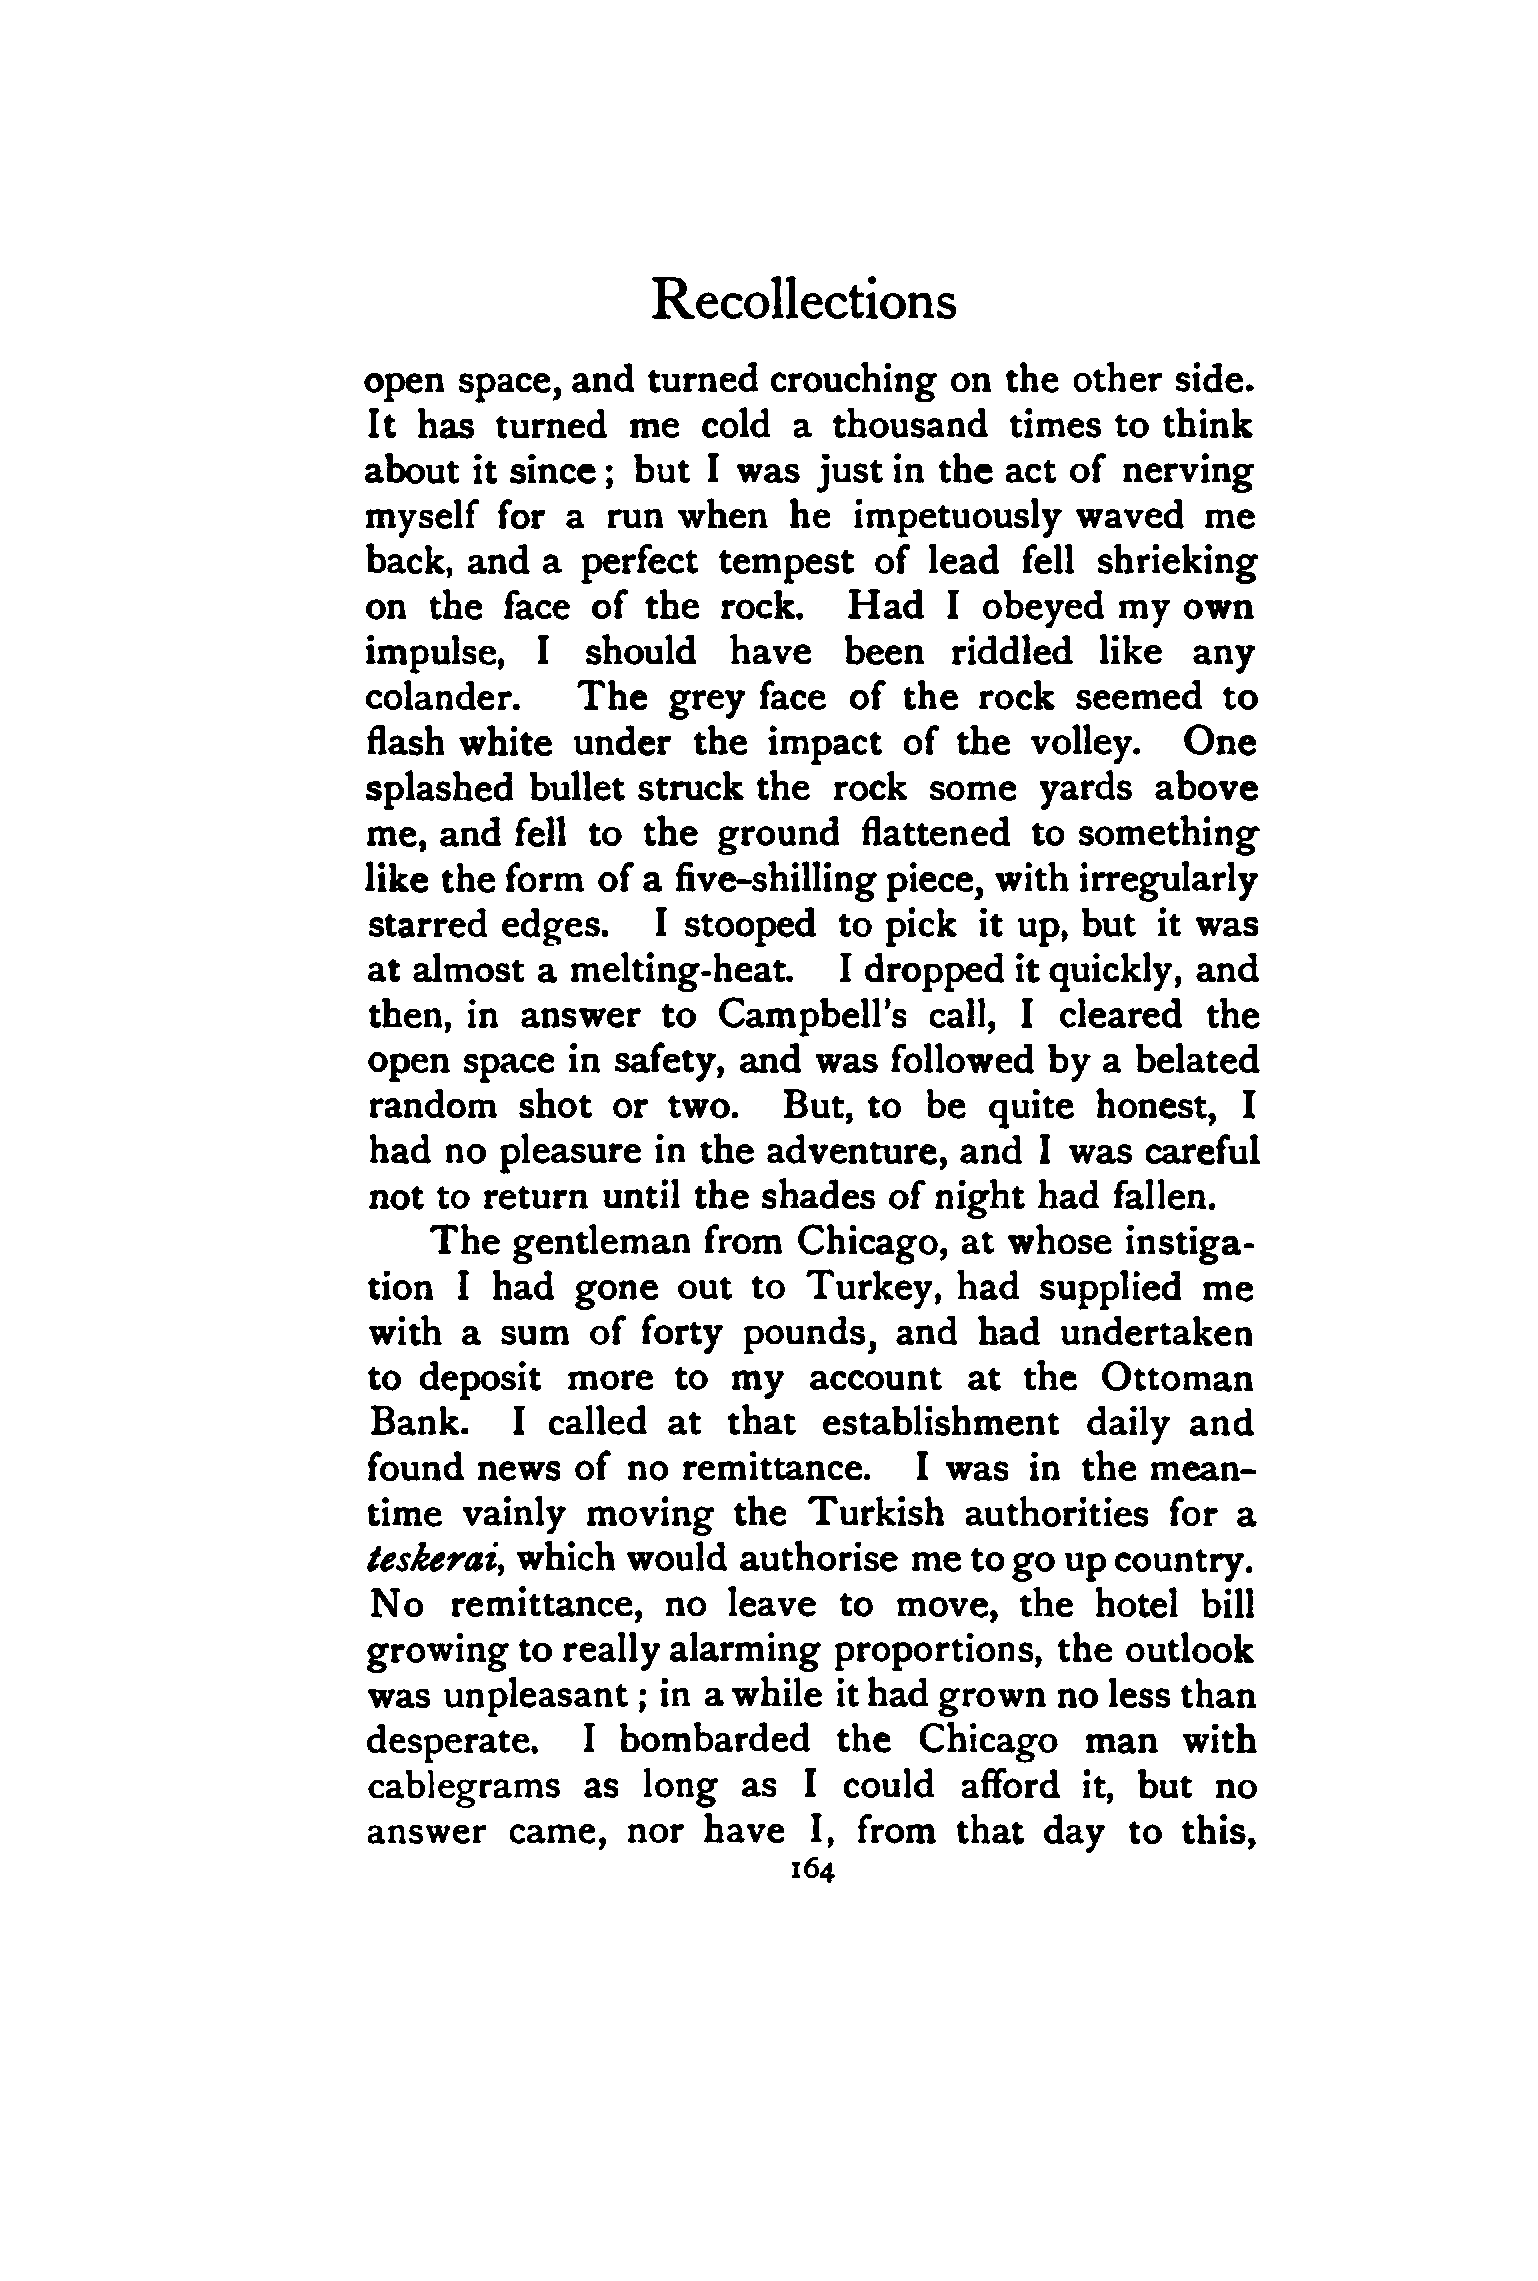 Recollections
open space, and turned crouching on the other side.
It has turned me cold a thousand times to think
about it since; but I was just in the act of nerving
myself for a run when he impetuously waved me
back, and a perfect tempest of lead fell shrieking
on the face of the rock. Had I obeyed my own
impulse, I should have been riddled like any
colander. The grey face of the rock seemed to
flash white under the impact of the volley. One
splashed bullet struck the rock some yards above
me, and fell to the ground flattened to something
like the form of a five-shilling piece, with irregularly
starred edges. I stooped to pick it up, but it was
at almost a melting-heat. I dropped it quickly, and
then, in answer to Campbell's call, I cleared the
open space in safety, and was followed by a belated
random shot or two. But, to be quite honest, I
had no pleasure in the adventure, and I was careful
not to return until the shades of night had fallen.
The gentleman from Chicago, at whose instiga-
tion I had gone out to Turkey, had supplied me
with a sum of forty pounds, and had undertaken
to deposit more to my account at the Ottoman
Bank. I called at that establishment daily and
found news of no remittance. I was in the mean-
time vainly moving the Turkish authorities for a
teskerai, which would authorise me to go up country.
No remittance, no leave to move, the hotel bill
growing to really alarming proportions, the outlook
was unpleasant; in a while it had grown no less than
desperate. I bombarded the Chicago man with
cablegrams as long as I could afford it, but no
answer came, nor have I, from that day to this,
164